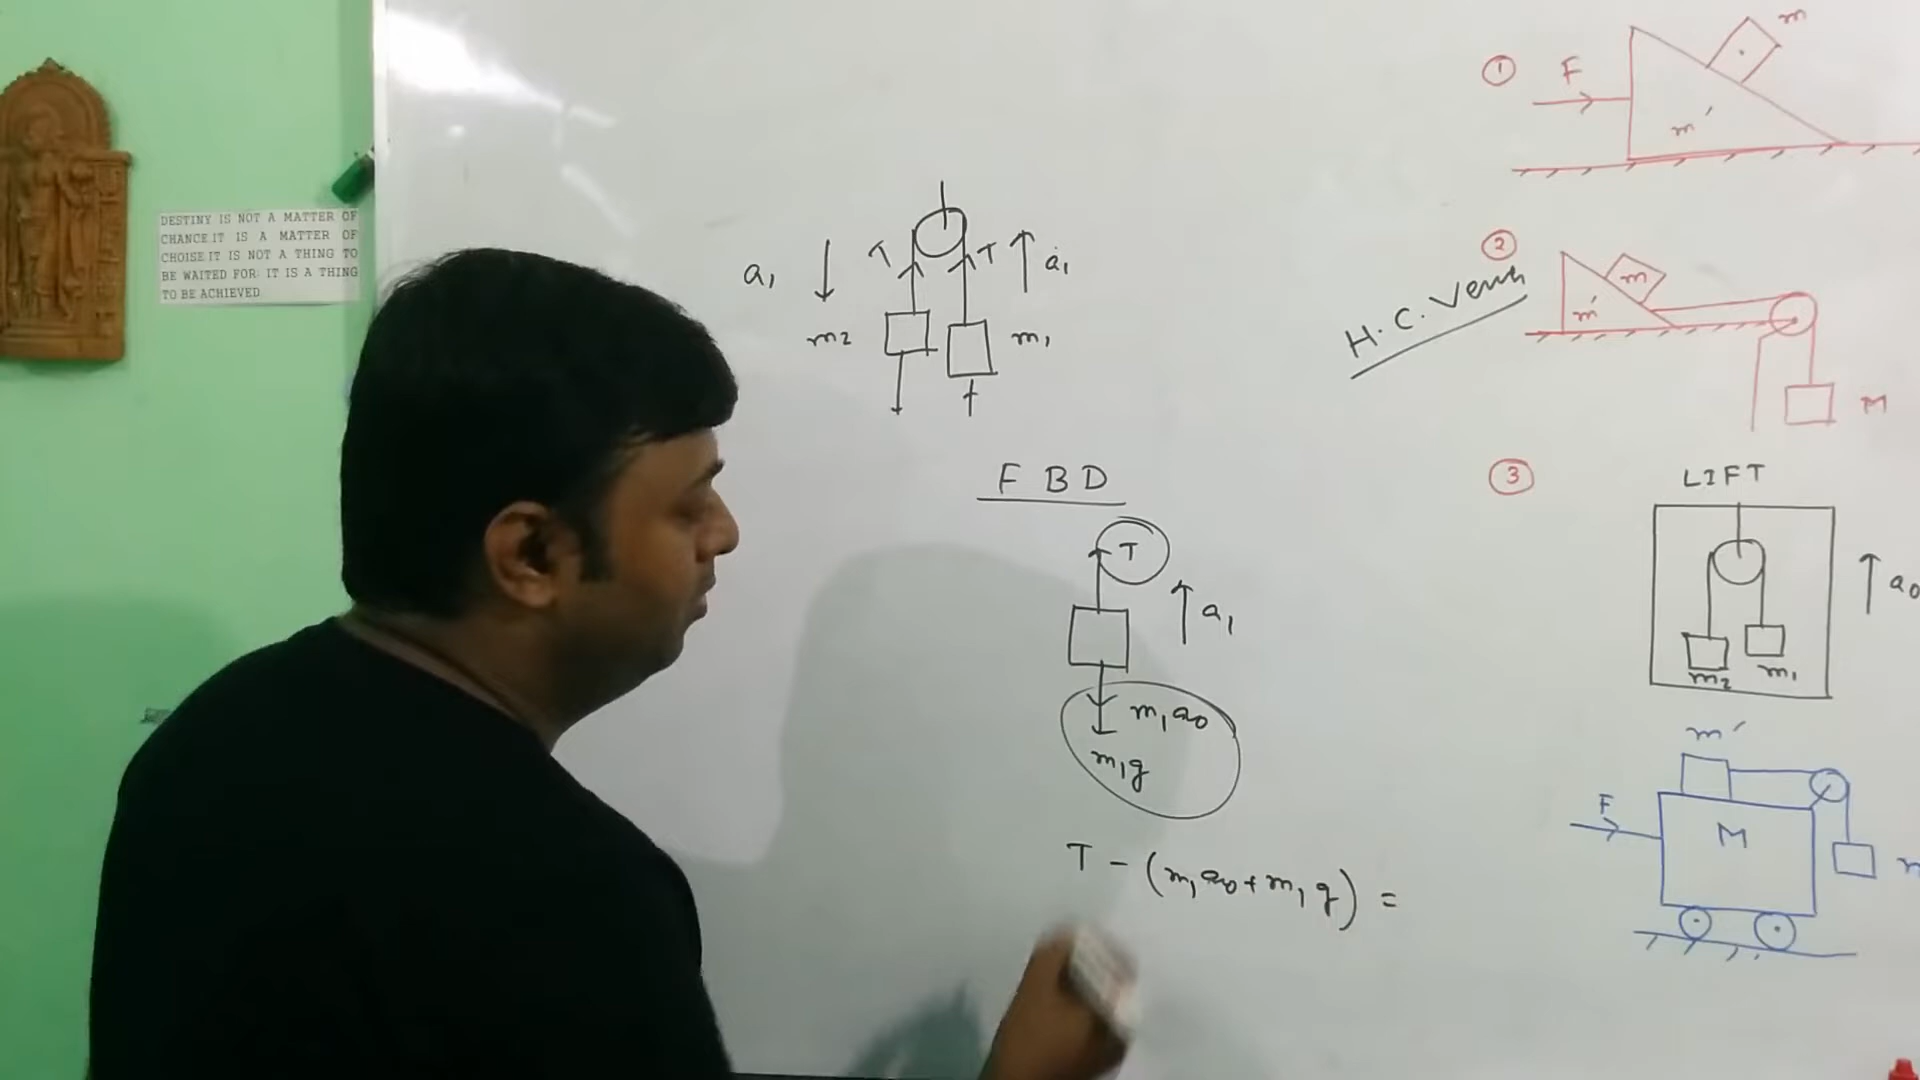 DESTINY IS NOT A MATTER OF
CHANCE.IT IS A MATTER OF
CHOISE.IT IS NOT A THING TO
BE WAITED FOR: IT IS A THING
TO BE ACHIEVED
a₁
T
T
a₁
m₂
m₁
F B D
T
a₁
m₁a₀
m₁g
T - (m₁a₀ + m₁g) =
H.C. Verma
1
F
m
m'
2
m
m'
M
3
LIFT
a₀
m₂
m₁
m'
F
M
m